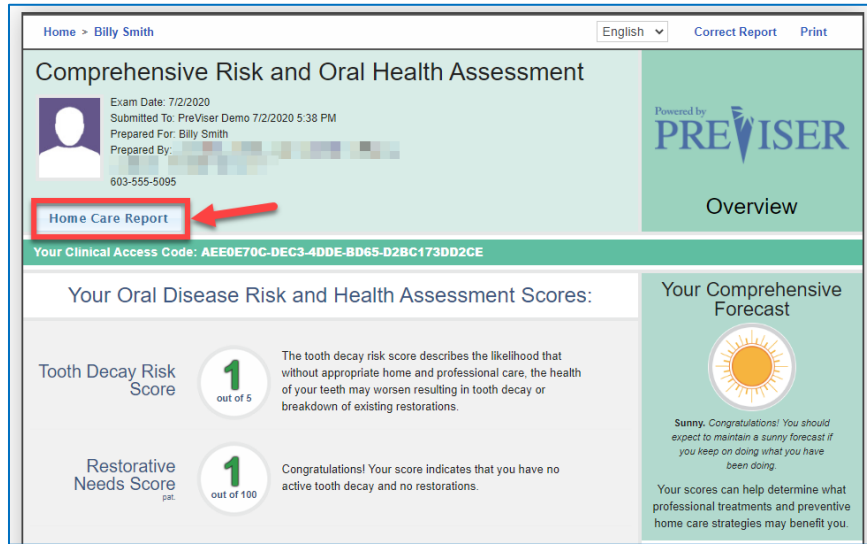 Home > Billy Smith
English
Correct Report
Print
Comprehensive Risk and Oral Health Assessment
Exam Date: 7/2/2020
Submitted To: PreViser Demo 7/2/2020 5:38 PM
Prepared For: Billy Smith
Prepared By:
603-555-5095
Home Care Report
Powered by
PREVISER
Overview
Your Clinical Access Code: AEE0E70C-DEC3-4DDE-BD65-D2BC173DD2CE
Your Oral Disease Risk and Health Assessment Scores:
Tooth Decay Risk
Score
1
out of 5
The tooth decay risk score describes the likelihood that
without appropriate home and professional care, the health
of your teeth may worsen resulting in tooth decay or
breakdown of existing restorations.
Restorative
Needs Score
pat.
1
out of 100
Congratulations! Your score indicates that you have no
active tooth decay and no restorations.
Your Comprehensive
Forecast
Sunny. Congratulations! You should
expect to maintain a sunny forecast if
you keep on doing what you have
been doing.
Your scores can help determine what
professional treatments and preventive
home care strategies may benefit you.